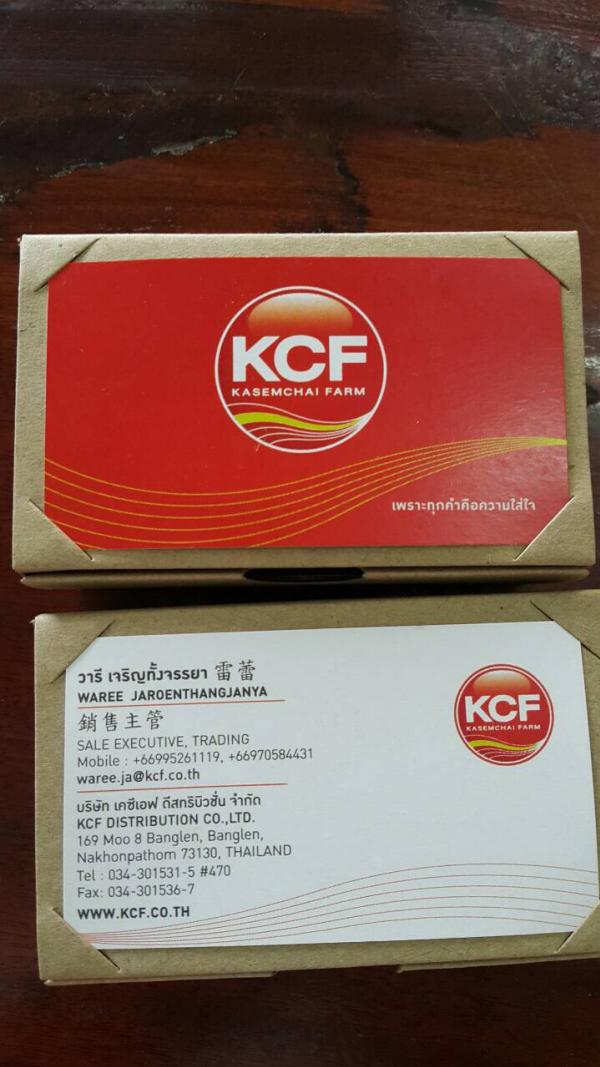 KCF
KASEMCHAI FARM
เพราะทุกคำคือความใส่ใจ
วารี เจริญทั้งจรรยา 雷蕾
WAREE JAROENTHANGJANYA
銷售主管
SALE EXECUTIVE, TRADING
Mobile : +66995261119, +66970584431
waree.ja@kcf.co.th
บริษัท เคซีเอฟ ดีสทริบิวชั่น จำกัด
KCF DISTRIBUTION CO.,LTD.
169 Moo 8 Banglen, Banglen,
Nakhonpathom 73130, THAILAND
Tel : 034-301531-5 #470
Fax: 034-301536-7
WWW.KCF.CO.TH
KCF
KASEMCHAI FARM